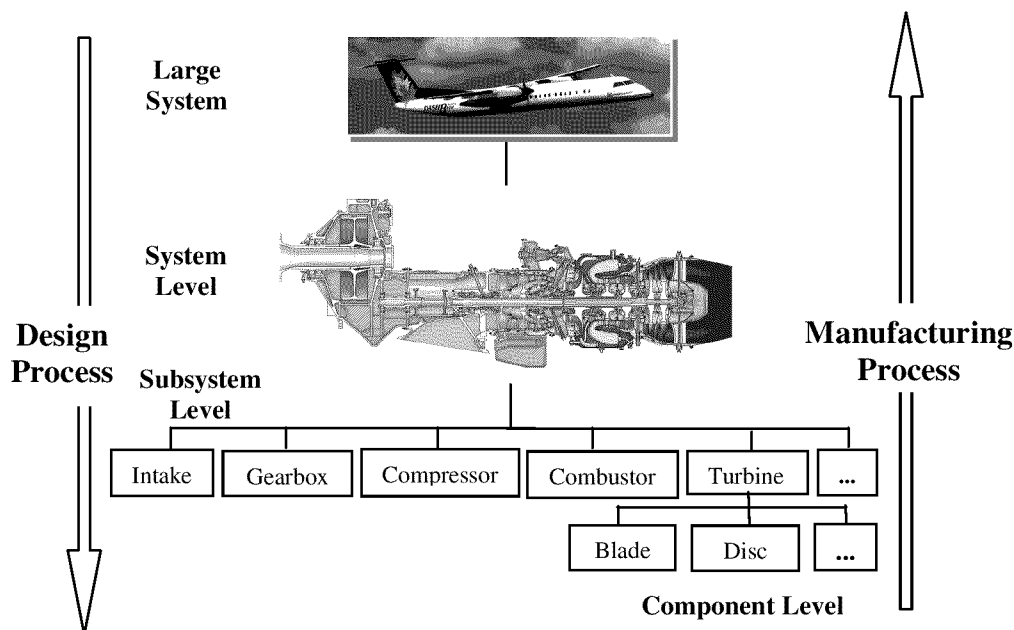 Large
System
System
Level
Design
Process
Manufacturing
Process
Subsystem
Level
Intake
Gearbox
Compressor
Combustor
Turbine
...
Blade
Disc
...
Component Level